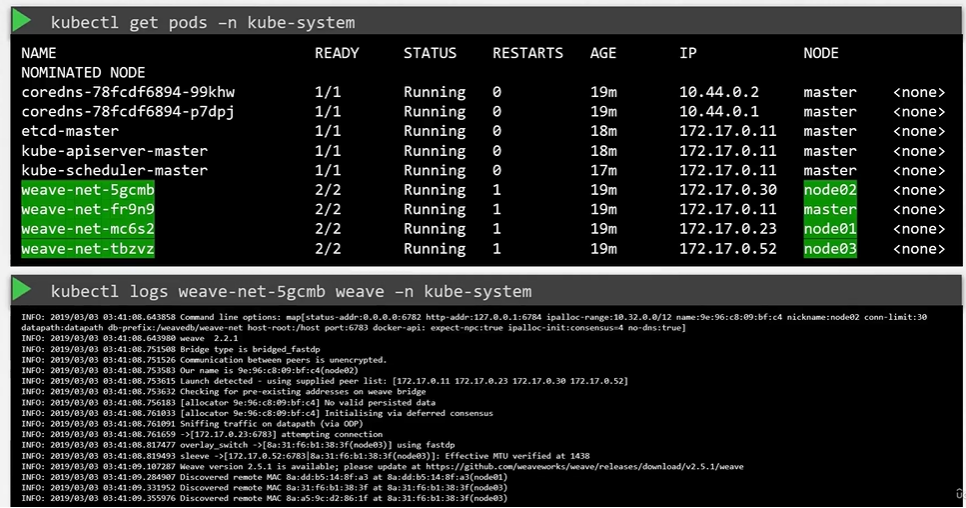 kubectl get pods –n kube-system
NAME READY STATUS RESTARTS AGE IP NODE
NOMINATED NODE
coredns-78fcdf6894-99khw 1/1 Running 0 19m 10.44.0.2 master <none>
coredns-78fcdf6894-p7dpj 1/1 Running 0 19m 10.44.0.1 master <none>
etcd-master 1/1 Running 0 18m 172.17.0.11 master <none>
kube-apiserver-master 1/1 Running 0 18m 172.17.0.11 master <none>
kube-scheduler-master 1/1 Running 0 17m 172.17.0.11 master <none>
weave-net-5gcmb 2/2 Running 1 19m 172.17.0.30 node02 <none>
weave-net-fr9n9 2/2 Running 1 19m 172.17.0.11 master <none>
weave-net-mc6s2 2/2 Running 1 19m 172.17.0.23 node01 <none>
weave-net-tbzvz 2/2 Running 1 19m 172.17.0.52 node03 <none>
kubectl logs weave-net-5gcmb weave –n kube-system
INFO: 2019/03/03 03:41:08.643858 Command line options: map[status-addr:0.0.0.0:6782 http-addr:127.0.0.1:6784 ipalloc-range:10.32.0.0/12 name:9e:96:c8:09:bf:c4 nickname:node02 conn-limit:30
datapath:datapath db-prefix:/weavedb/weave-net host-root:/host port:6783 docker-api: expect-npc:true ipalloc-init:consensus=4 no-dns:true]
INFO: 2019/03/03 03:41:08.643980 weave 2.2.1
INFO: 2019/03/03 03:41:08.751508 Bridge type is bridged_fastdp
INFO: 2019/03/03 03:41:08.751526 Communication between peers is unencrypted.
INFO: 2019/03/03 03:41:08.753583 Our name is 9e:96:c8:09:bf:c4(node02)
INFO: 2019/03/03 03:41:08.753615 Launch detected - using supplied peer list: [172.17.0.11 172.17.0.23 172.17.0.30 172.17.0.52]
INFO: 2019/03/03 03:41:08.753632 Checking for pre-existing addresses on weave bridge
INFO: 2019/03/03 03:41:08.756183 [allocator 9e:96:c8:09:bf:c4] No valid persisted data
INFO: 2019/03/03 03:41:08.761033 [allocator 9e:96:c8:09:bf:c4] Initialising via deferred consensus
INFO: 2019/03/03 03:41:08.761091 Sniffing traffic on datapath (via ODP)
INFO: 2019/03/03 03:41:08.761659 ->[172.17.0.23:6783] attempting connection
INFO: 2019/03/03 03:41:08.817477 overlay_switch ->[8a:31:f6:b1:38:3f(node03)] using fastdp
INFO: 2019/03/03 03:41:08.819493 sleeve ->[172.17.0.52:6783|8a:31:f6:b1:38:3f(node03)]: Effective MTU verified at 1438
INFO: 2019/03/03 03:41:09.107287 Weave version 2.5.1 is available; please update at https://github.com/weaveworks/weave/releases/download/v2.5.1/weave
INFO: 2019/03/03 03:41:09.284907 Discovered remote MAC 8a:dd:b5:14:8f:a3 at 8a:dd:b5:14:8f:a3(node01)
INFO: 2019/03/03 03:41:09.331952 Discovered remote MAC 8a:31:f6:b1:38:3f at 8a:31:f6:b1:38:3f(node03)
INFO: 2019/03/03 03:41:09.355976 Discovered remote MAC 8a:a5:9c:d2:86:1f at 8a:31:f6:b1:38:3f(node03)